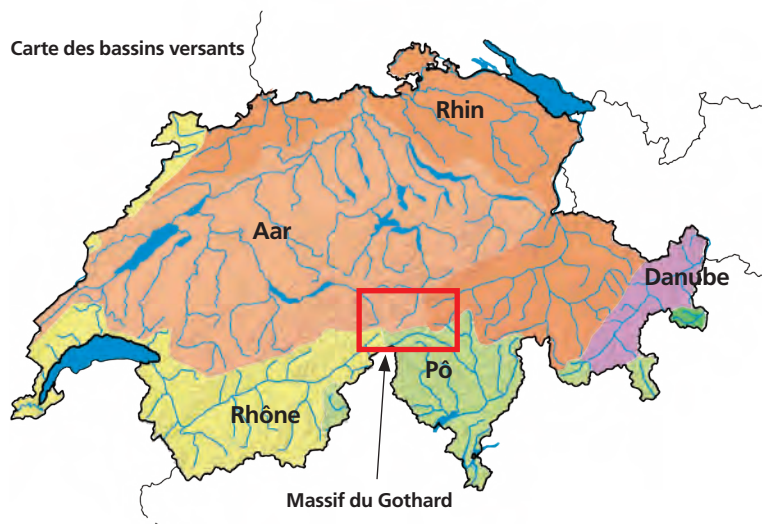 Carte des bassins versants
Rhin
Aar
Danube
Pô
Rhône
Massif du Gothard